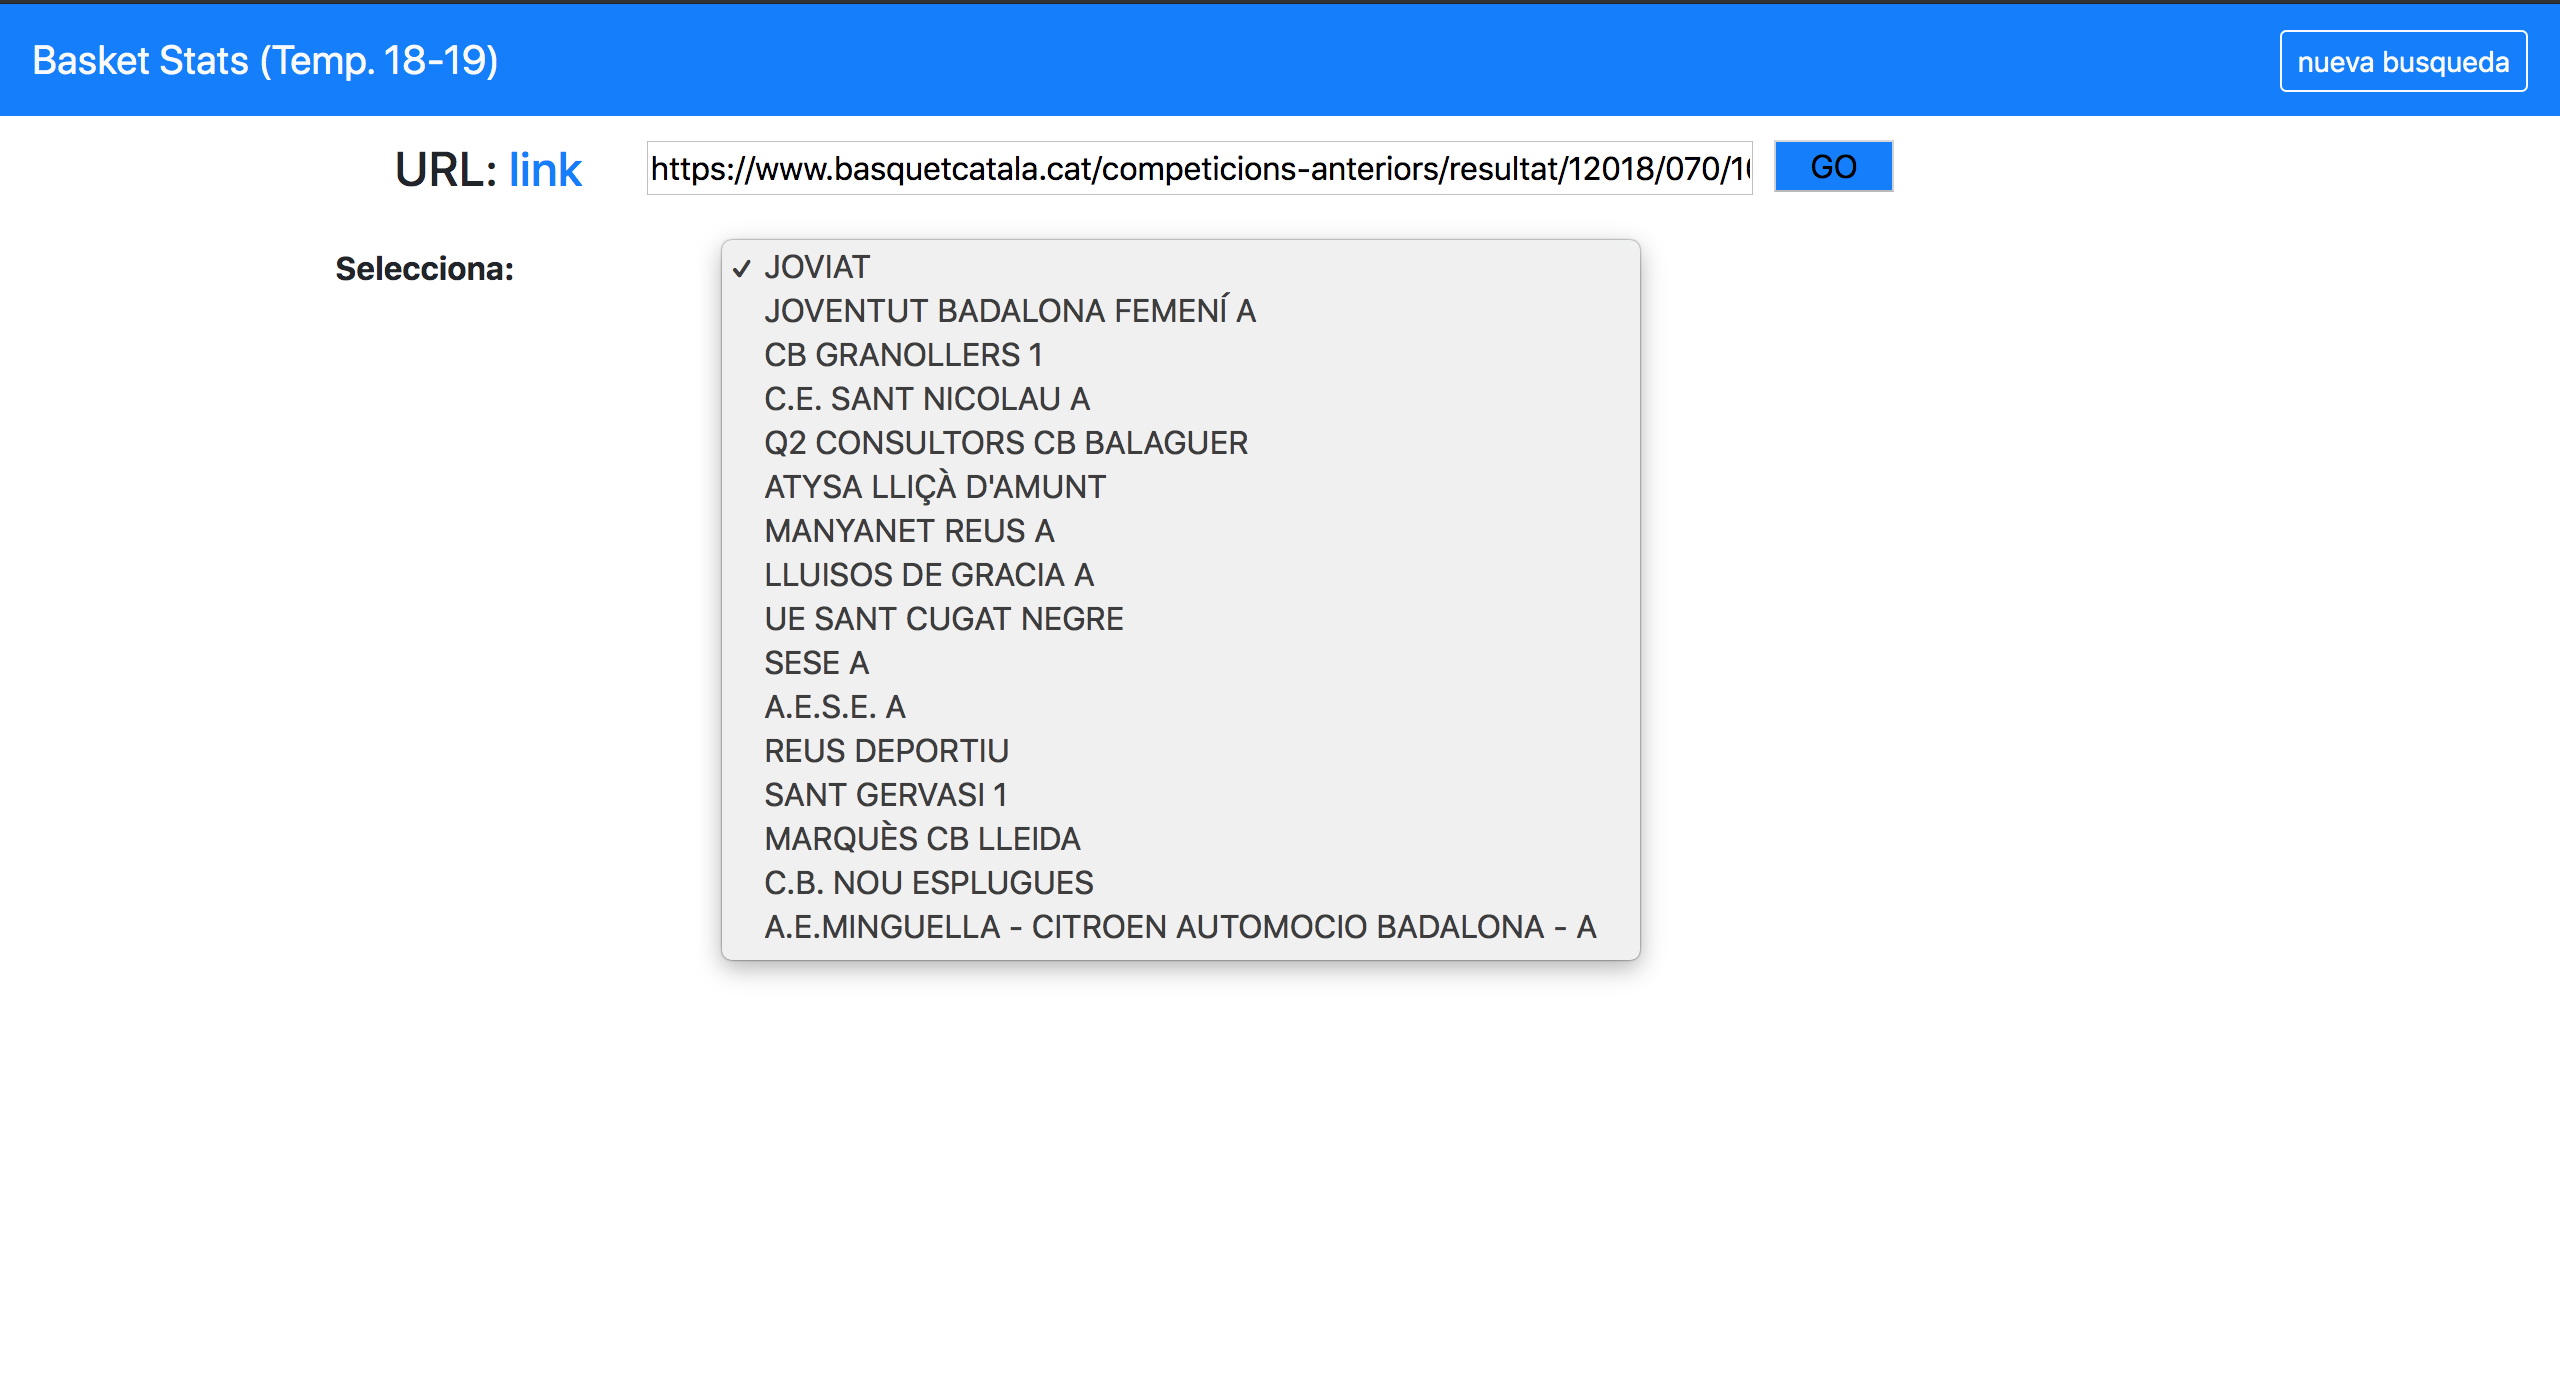 Basket Stats (Temp. 18-19)
nueva busqueda
URL: link
https://www.basquetcatala.cat/competicions-anteriors/resultat/12018/070/1
GO
Selecciona:
✓ JOVIAT
JOVENTUT BADALONA FEMENÍ A
CB GRANOLLERS 1
C.E. SANT NICOLAU A
Q2 CONSULTORS CB BALAGUER
ATYSA LLIÇÀ D'AMUNT
MANYANET REUS A
LLUISOS DE GRACIA A
UE SANT CUGAT NEGRE
SESE A
A.E.S.E. A
REUS DEPORTIU
SANT GERVASI 1
MARQUÈS CB LLEIDA
C.B. NOU ESPLUGUES
A.E.MINGUELLA - CITROEN AUTOMOCIO BADALONA - A